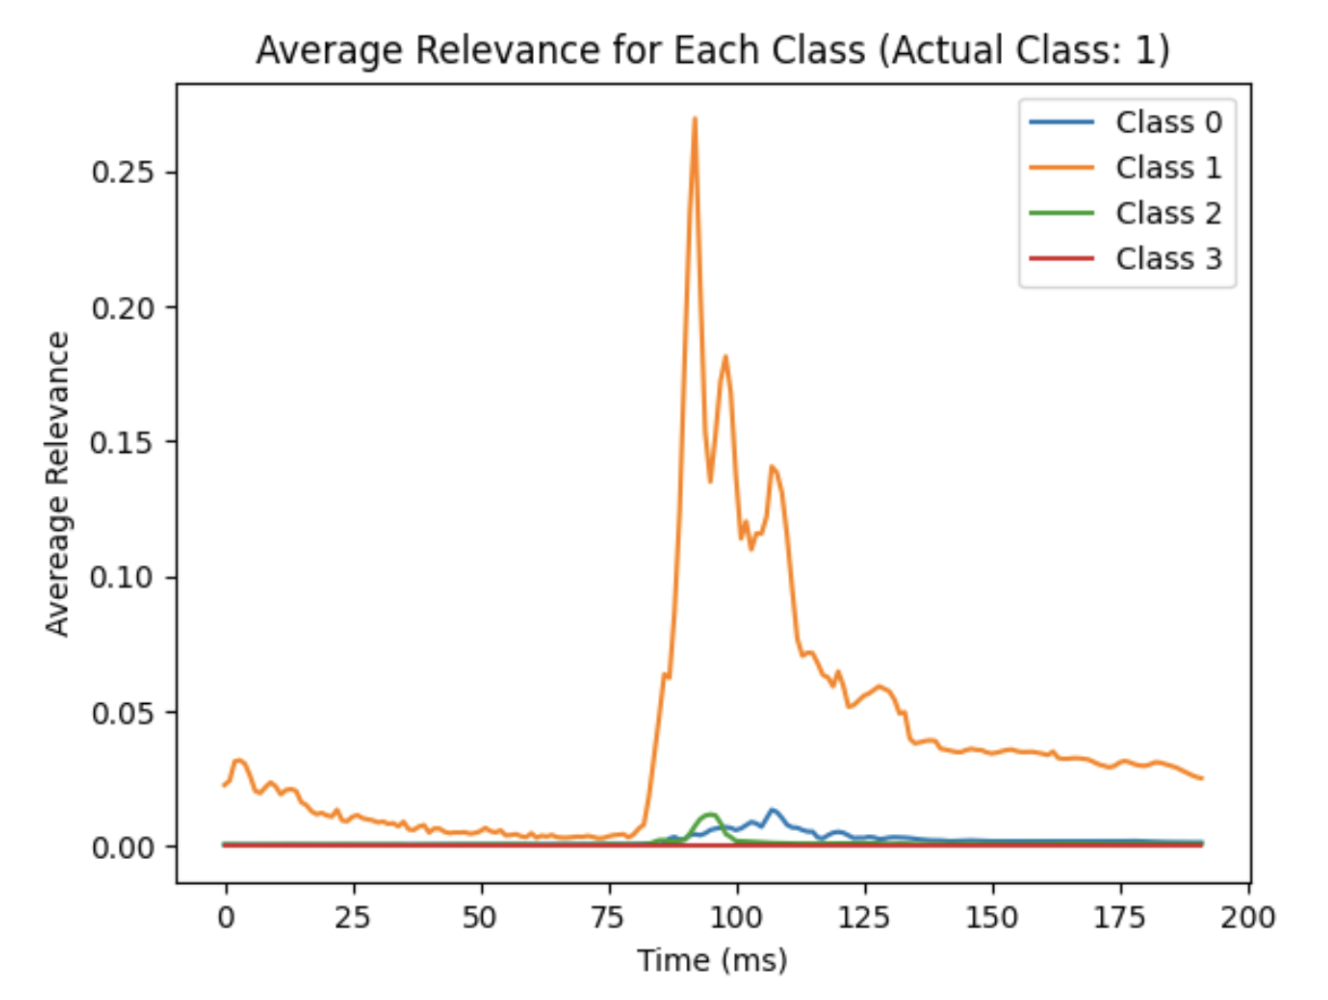 Average Relevance for Each Class (Actual Class: 1)
Class 0
Class 1
Class 2
Class 3
0.25
0.20
0.15
0.10
0.05
0.00
Avereage Relevance
0 25 50 75 100 125 150 175 200
Time (ms)